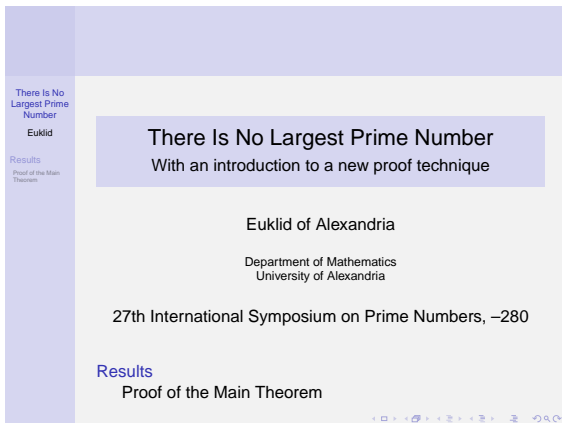 There Is No
Largest Prime
Number
Euklid
Results
Proof of the Main
Theorem
There Is No Largest Prime Number
With an introduction to a new proof technique
Euklid of Alexandria
Department of Mathematics
University of Alexandria
27th International Symposium on Prime Numbers, –280
Results
Proof of the Main Theorem